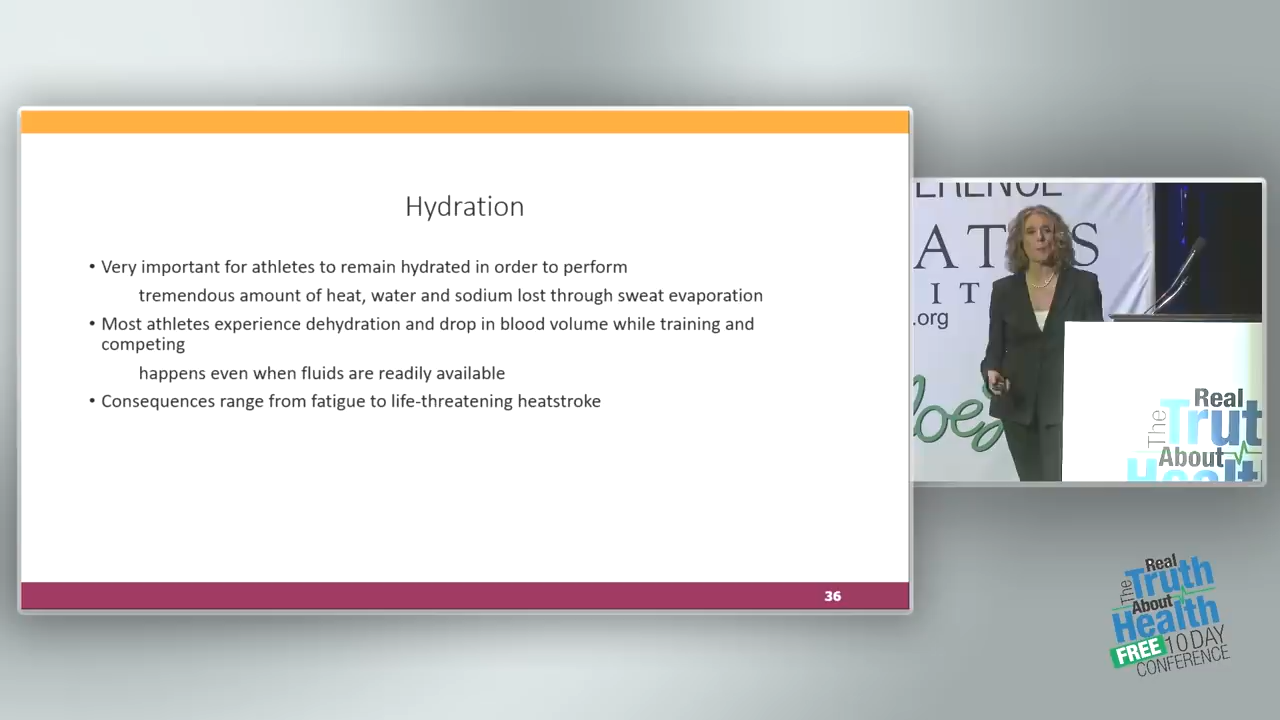 Hydration
• Very important for athletes to remain hydrated in order to perform
tremendous amount of heat, water and sodium lost through sweat evaporation
• Most athletes experience dehydration and drop in blood volume while training and
competing
happens even when fluids are readily available
• Consequences range from fatigue to life-threatening heatstroke
36
.org
The
Real
Truth
About
Health
FREE 10 DAY
CONFERENCE